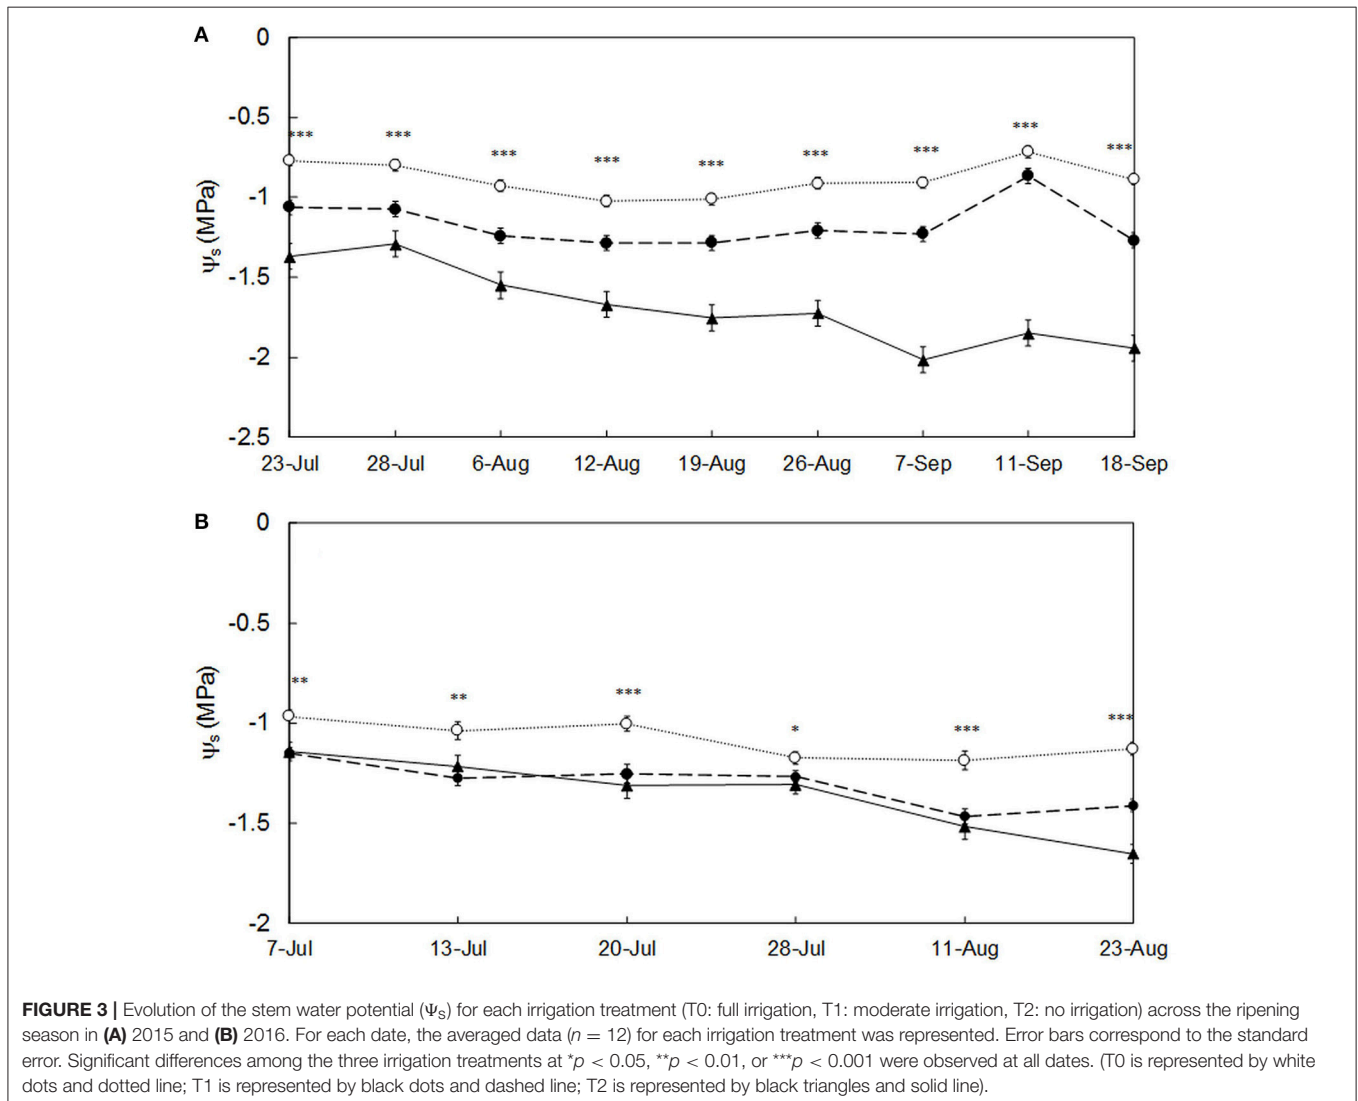 A
0
-0.5
-1
-1.5
-2
-2.5
Ψs (MPa)
*** *** *** *** *** *** *** *** ***
23-Jul 28-Jul 6-Aug 12-Aug 19-Aug 26-Aug 7-Sep 11-Sep 18-Sep
B
0
-0.5
-1
-1.5
-2
Ψs (MPa)
** ** *** * *** ***
7-Jul 13-Jul 20-Jul 28-Jul 11-Aug 23-Aug
FIGURE 3 | Evolution of the stem water potential (ΨS) for each irrigation treatment (T0: full irrigation, T1: moderate irrigation, T2: no irrigation) across the ripening
season in (A) 2015 and (B) 2016. For each date, the averaged data (n = 12) for each irrigation treatment was represented. Error bars correspond to the standard
error. Significant differences among the three irrigation treatments at *p < 0.05, **p < 0.01, or ***p < 0.001 were observed at all dates. (T0 is represented by white
dots and dotted line; T1 is represented by black dots and dashed line; T2 is represented by black triangles and solid line).